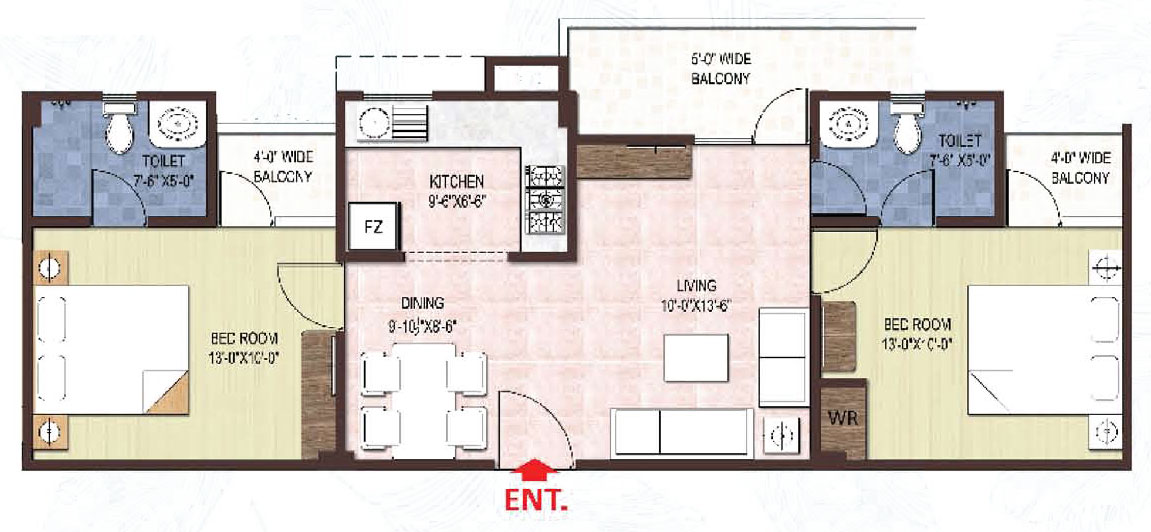 5'-0" WIDE
BALCONY
TOILET
7'-6" X5'-0"
4'-0" WIDE
BALCONY
KITCHEN
9'-6"X6'-6"
FZ
TOILET
7'-6" X5'-0"
4'-0" WIDE
BALCONY
DINING
9'-10½"X8'-6"
LIVING
10'-0"X13'-6"
BED ROOM
13'-0"X10'-0"
BED ROOM
13'-0"X10'-0"
WR
ENT.